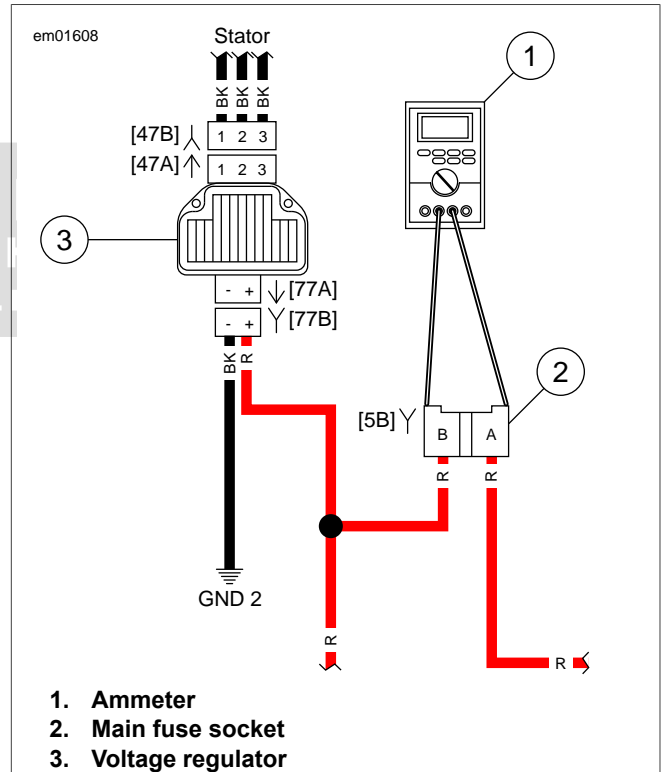 em01608
Stator
1
BK BK BK
[47B] 1 2 3
[47A] 1 2 3
3
- + [77A]
- + [77B]
BK R
2
[5B] B A
R R
GND 2
R
R
1. Ammeter
2. Main fuse socket
3. Voltage regulator